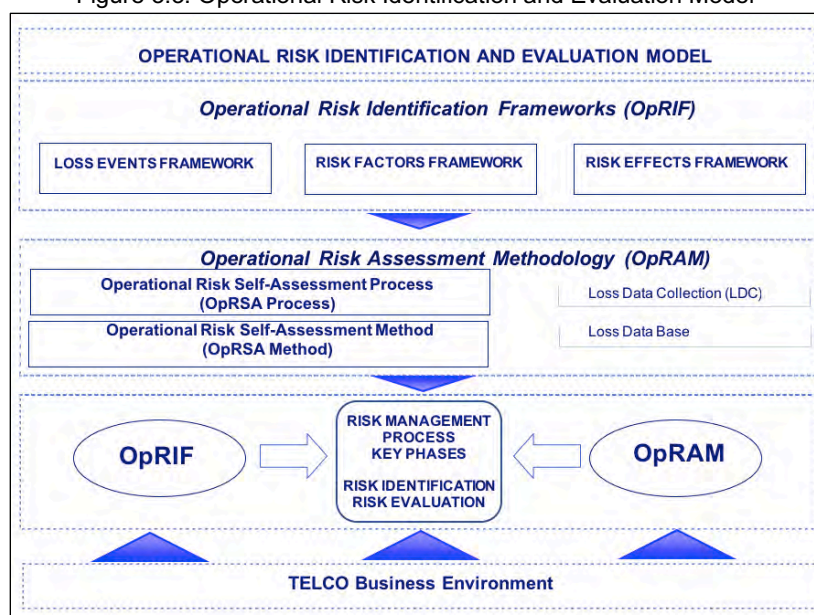 OPERATIONAL RISK IDENTIFICATION AND EVALUATION MODEL
Operational Risk Identification Frameworks (OpRIF)
LOSS EVENTS FRAMEWORK
RISK FACTORS FRAMEWORK
RISK EFFECTS FRAMEWORK
Operational Risk Assessment Methodology (OpRAM)
Operational Risk Self-Assessment Process
(OpRSA Process)
Operational Risk Self-Assessment Method
(OpRSA Method)
Loss Data Collection (LDC)
Loss Data Base
OpRIF
RISK MANAGEMENT
PROCESS
KEY PHASES
RISK IDENTIFICATION
RISK EVALUATION
OpRAM
TELCO Business Environment